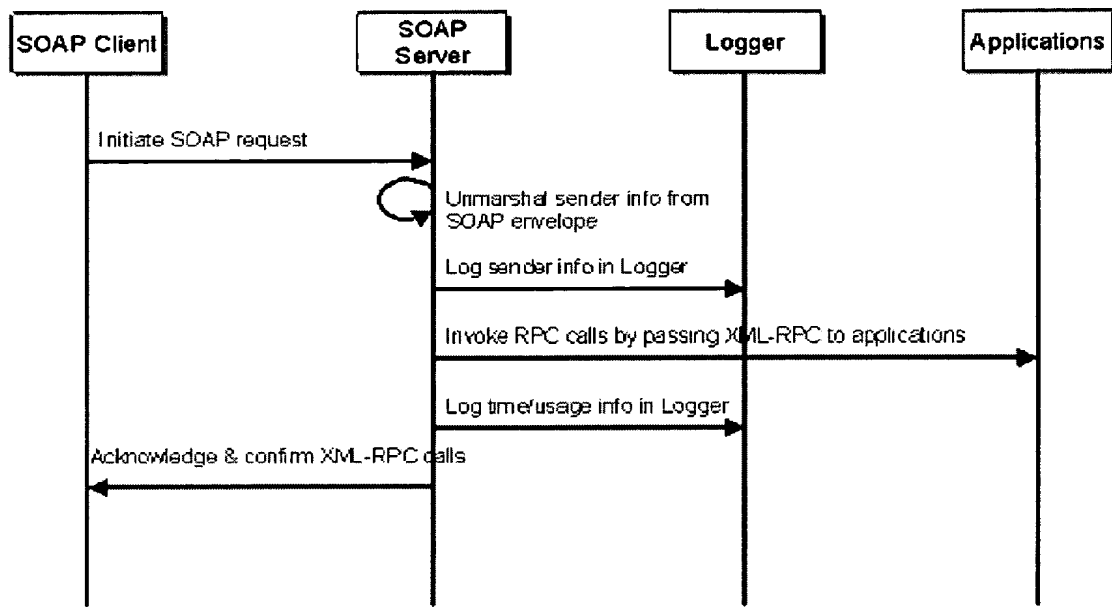 SOAP Client
SOAP
Server
Logger
Applications
Initiate SOAP request
Unmarshal sender info from
SOAP envelope
Log sender info in Logger
Invoke RPC calls by passing XML-RPC to applications
Log time/usage info in Logger
Acknowledge & confirm XML-RPC calls